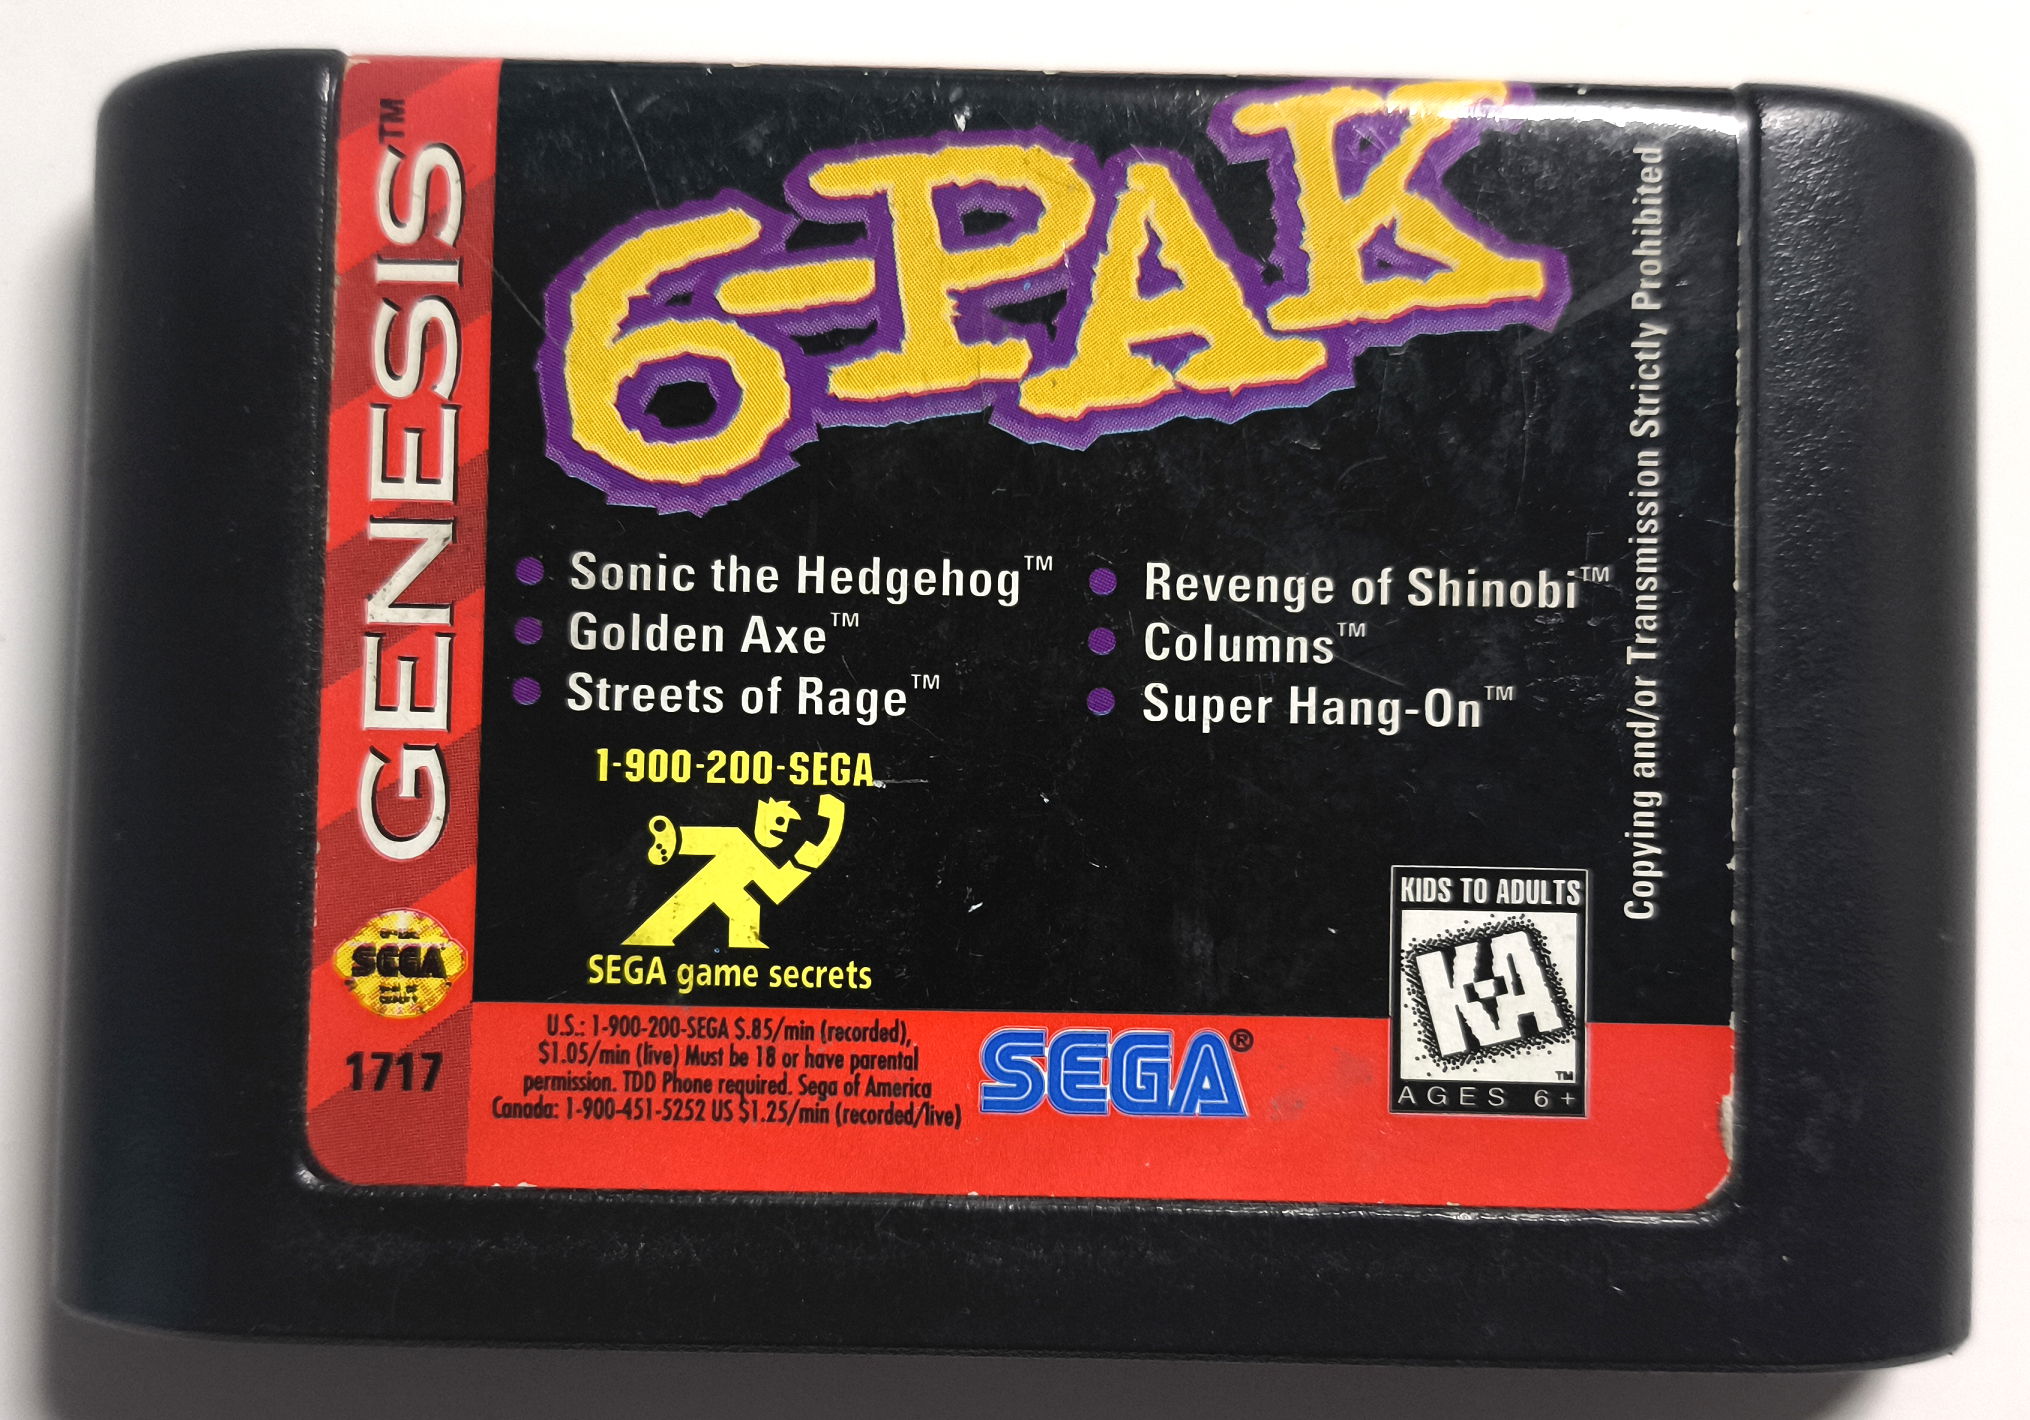 GENESIS™
6-PAK
Sonic the Hedgehog™
Golden Axe™
Streets of Rage™
Revenge of Shinobi™
Columns™
Super Hang-On™
1-900-200-SEGA
SEGA game secrets
Copying and/or Transmission Strictly Prohibited
KIDS TO ADULTS
K-A
™
AGES 6+
SEGA
1717
U.S.: 1-900-200-SEGA $.85/min (recorded),
$1.05/min (live) Must be 18 or have parental
permission. TDD Phone required. Sega of America
Canada: 1-900-451-5252 US $1.25/min (recorded/live)
SEGA®